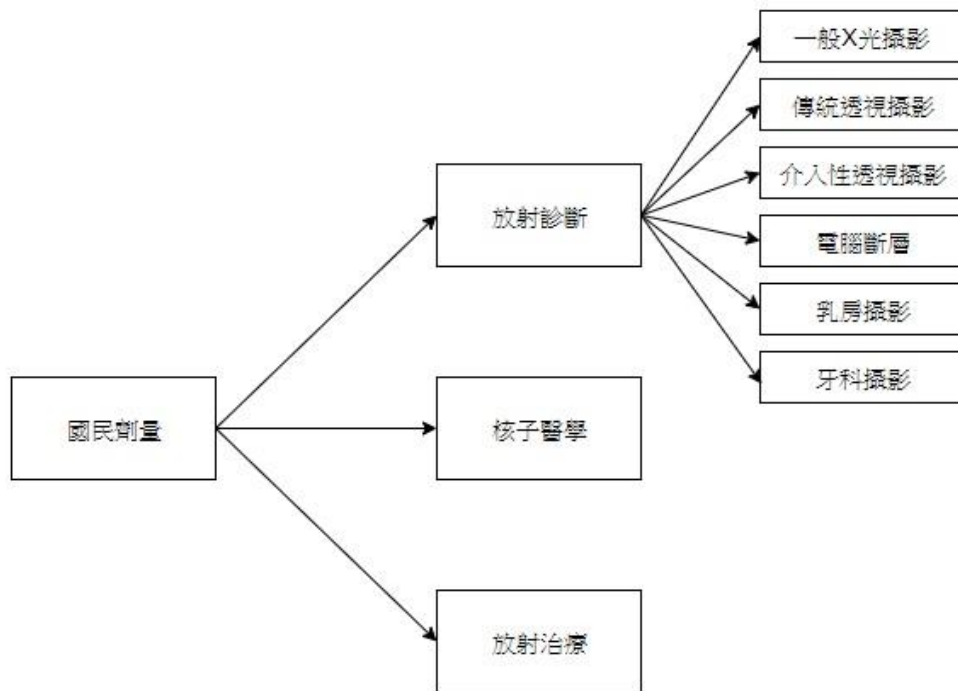 一般X光攝影
傳統透視攝影
介入性透視攝影
放射診斷
電腦斷層
乳房攝影
牙科攝影
國民劑量
核子醫學
放射治療